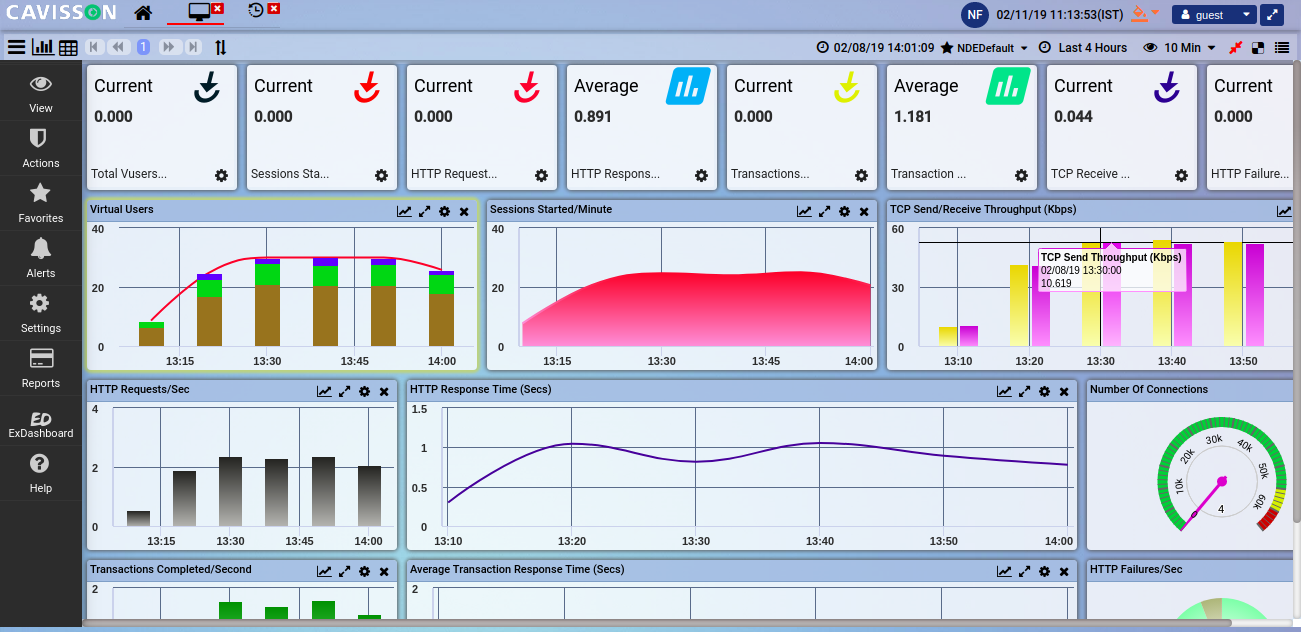 CAVISSON
NF 02/11/19 11:13:53(IST) guest
1 02/08/19 14:01:09 NDEDefault Last 4 Hours 10 Min
View
Actions
Favorites
Alerts
Settings
Reports
ED
ExDashboard
Help
Current
0.000
Total Vusers...
Current
0.000
Sessions Sta...
Current
0.000
HTTP Request...
Average
0.891
HTTP Respons...
Current
0.000
Transactions...
Average
1.181
Transaction ...
Current
0.044
TCP Receive ...
Current
0.000
HTTP Failure...
Virtual Users
40
20
0
13:15 13:30 13:45 14:00
Sessions Started/Minute
40
20
0
13:15 13:30 13:45 14:00
TCP Send/Receive Throughput (Kbps)
60
30
0
TCP Send Throughput (Kbps)
02/08/19 13:30:00
10.619
13:10 13:20 13:30 13:40 13:50
HTTP Requests/Sec
4
2
0
13:15 13:30 13:45 14:00
HTTP Response Time (Secs)
1.5
1
0.5
0
13:10 13:20 13:30 13:40 13:50 14:00
Number Of Connections
10k 20k 30k 40k 50k 60k
4
Transactions Completed/Second
2
Average Transaction Response Time (Secs)
2
HTTP Failures/Sec